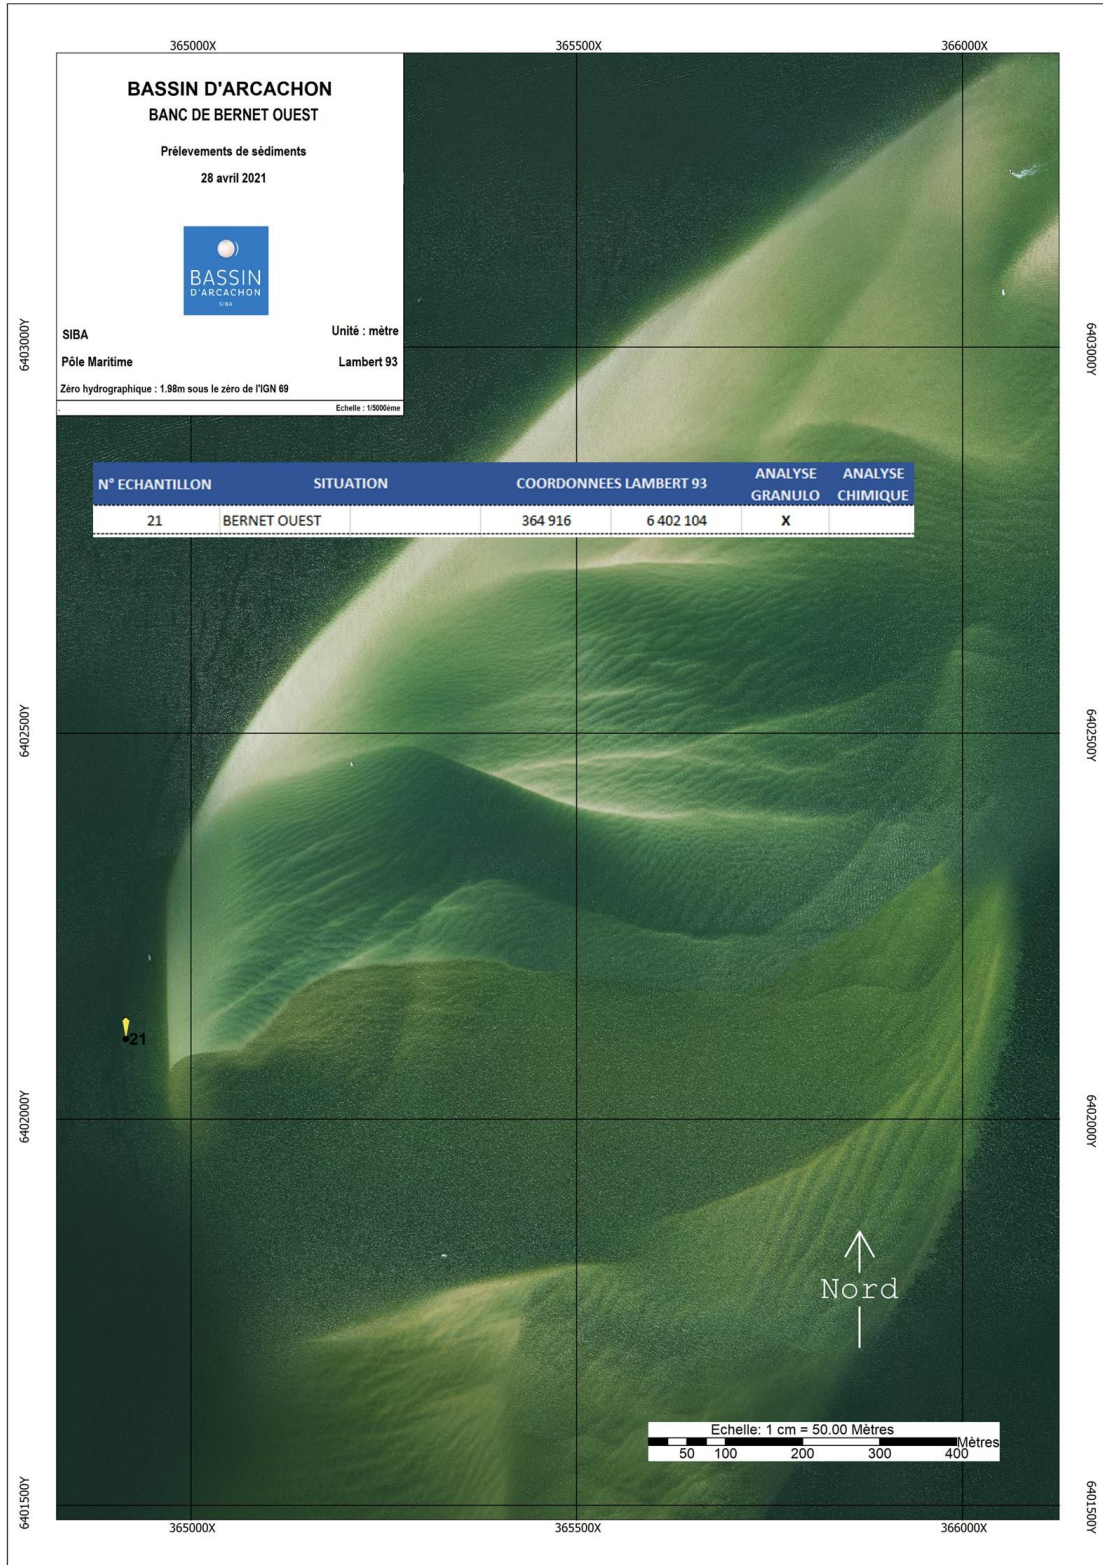 365000X 365500X 366000X
BASSIN D'ARCACHON
BANC DE BERNET OUEST
Prélevements de sédiments
28 avril 2021
BASSIN
D'ARCACHON
SIBA
SIBA Unité : mètre
Pôle Maritime Lambert 93
Zéro hydrographique : 1.98m sous le zéro de l'IGN 69
Echelle : 1/5000ème
6403000Y 6403000Y
N° ECHANTILLON SITUATION COORDONNEES LAMBERT 93 ANALYSE GRANULO ANALYSE CHIMIQUE
21 BERNET OUEST 364 916 6 402 104 X
6402500Y 6402500Y
21
6402000Y 6402000Y
Nord
Echelle: 1 cm = 50.00 Mètres
50 100 200 300 400 Mètres
6401500Y 6401500Y
365000X 365500X 366000X